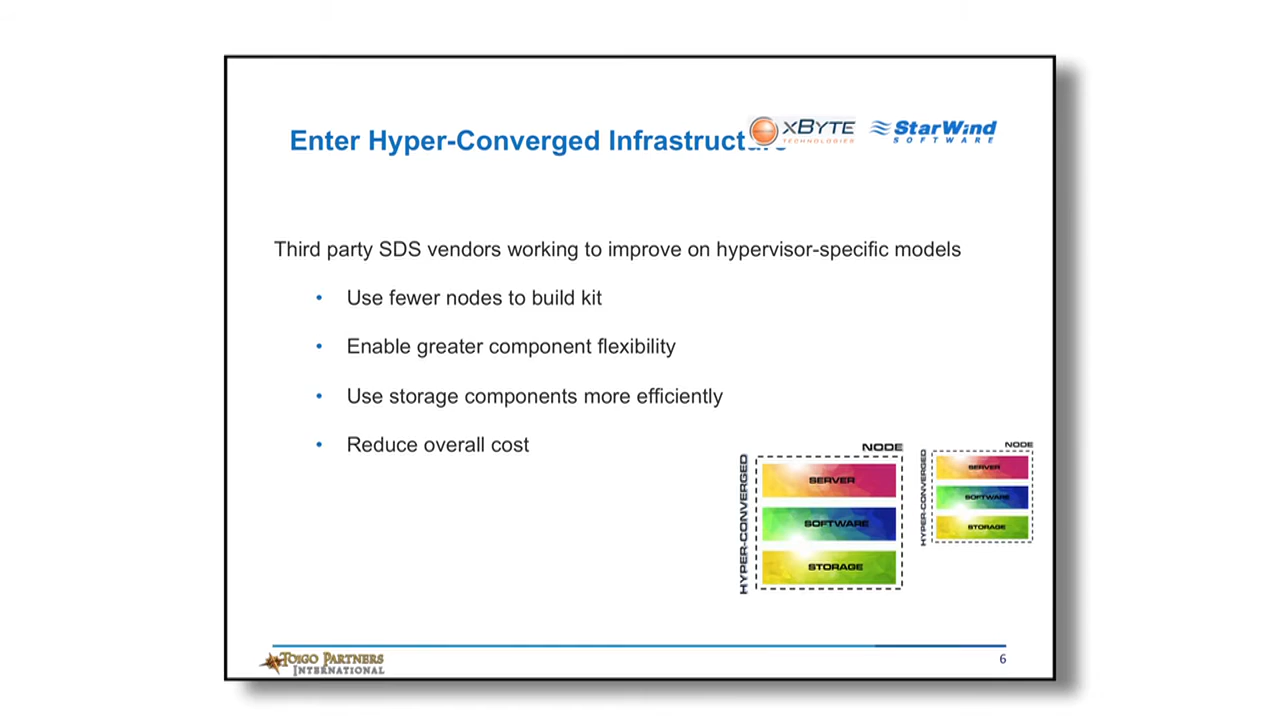 Enter Hyper-Converged Infrastructure
xByte
TECHNOLOGIES
StarWind
SOFTWARE
Third party SDS vendors working to improve on hypervisor-specific models
• Use fewer nodes to build kit
• Enable greater component flexibility
• Use storage components more efficiently
• Reduce overall cost
NODE
HYPER-CONVERGED
SERVER
SOFTWARE
STORAGE
NODE
HYPER-CONVERGED
SERVER
SOFTWARE
STORAGE
TOIGO PARTNERS
INTERNATIONAL
6